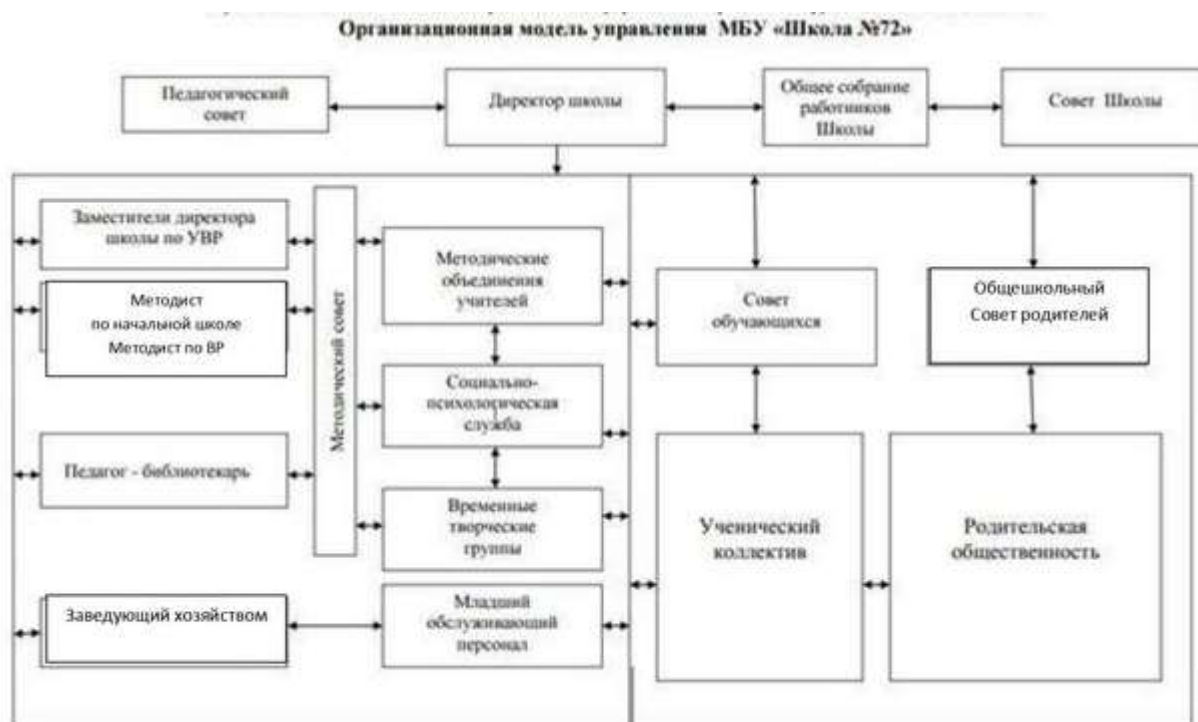 Организационная модель управления МБУ «Школа №72»
Педагогический
совет
Директор школы
Общее собрание
работников
Школы
Совет Школы
Заместители директора
школы по УВР
Методист
по начальной школе
Методист по ВР
Педагог - библиотекарь
Заведующий хозяйством
Методический совет
Методические
объединения
учителей
Социально-
психологическая
служба
Временные
творческие
группы
Младший
обслуживающий
персонал
Совет
обучающихся
Общешкольный
Совет родителей
Ученический
коллектив
Родительская
общественность